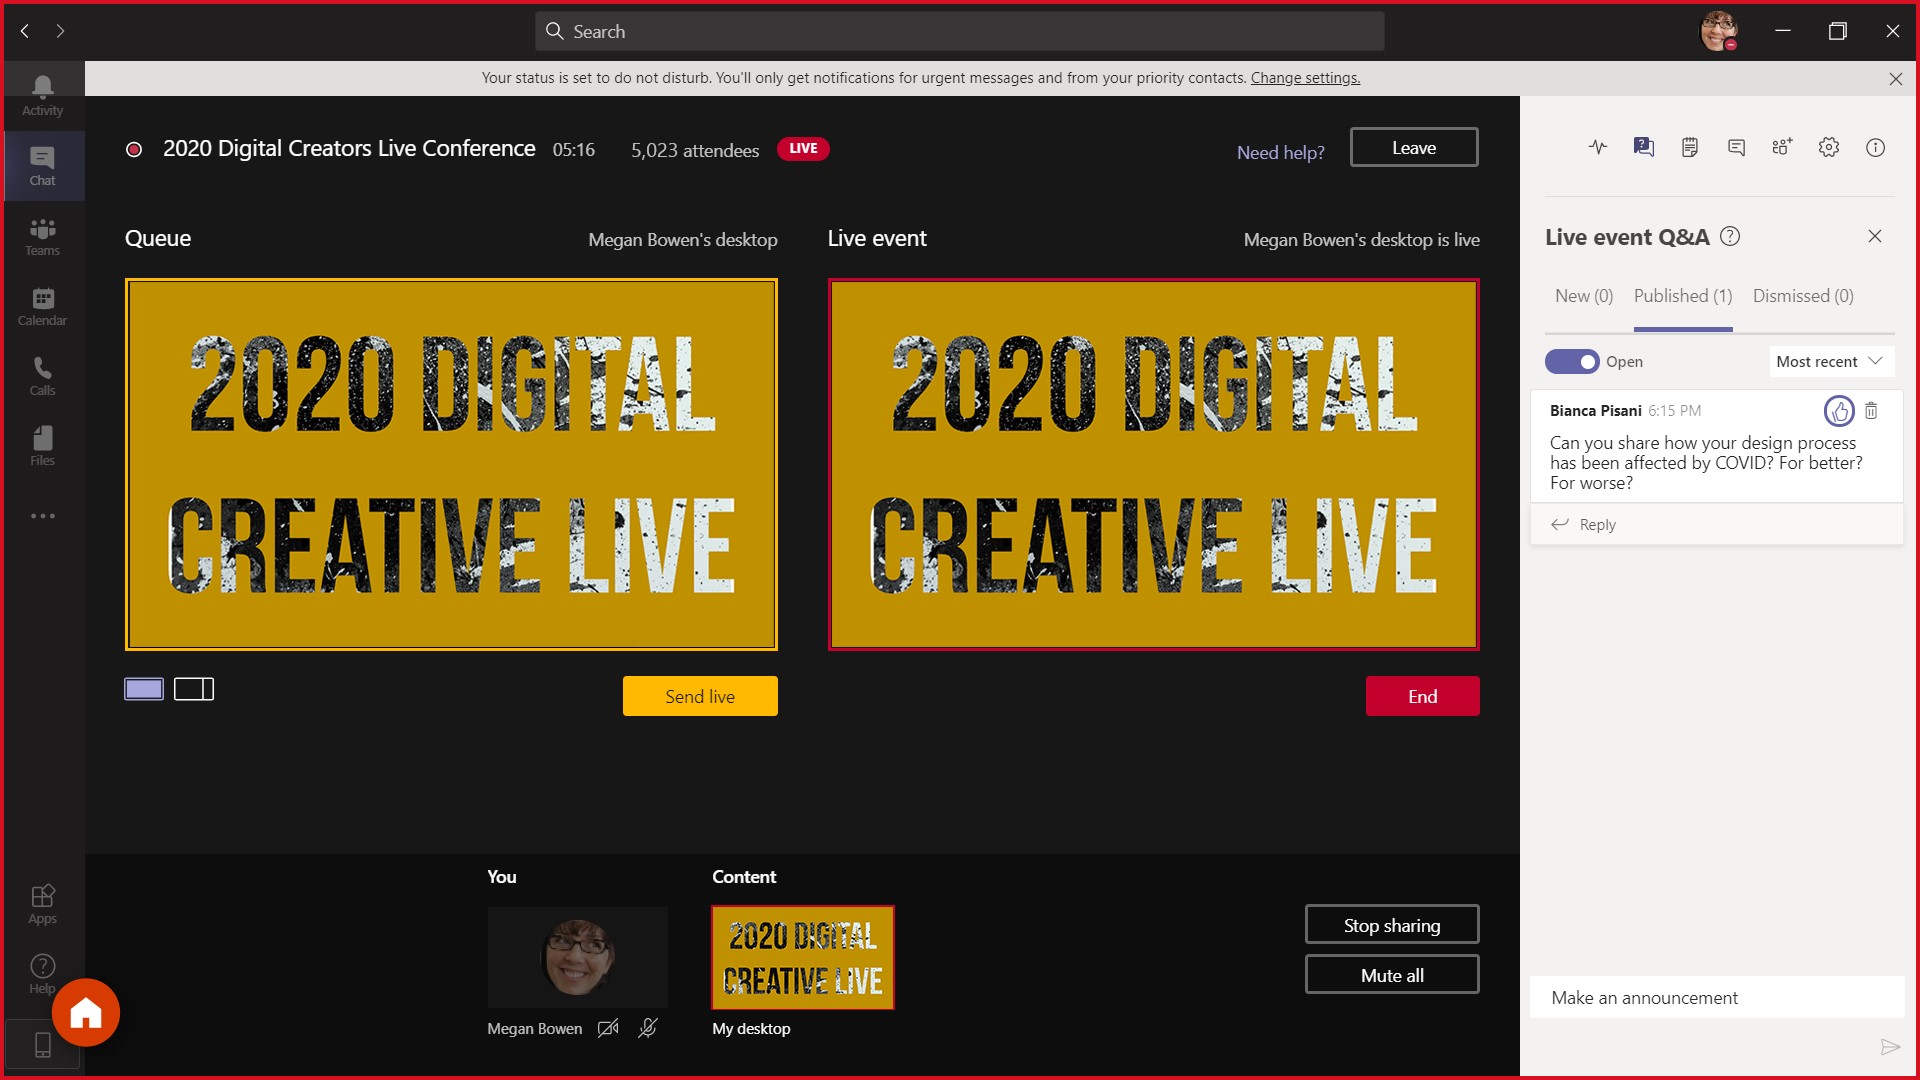 Search
Your status is set to do not disturb. You'll only get notifications for urgent messages and from your priority contacts. Change settings.
Activity
Chat
Teams
Calendar
Calls
Files
Apps
Help
2020 Digital Creators Live Conference 05:16 5,023 attendees LIVE
Need help?
Leave
Queue
Megan Bowen's desktop
2020 DIGITAL
CREATIVE LIVE
Send live
Live event
Megan Bowen's desktop is live
2020 DIGITAL
CREATIVE LIVE
End
You
Megan Bowen
Content
2020 DIGITAL
CREATIVE LIVE
My desktop
Stop sharing
Mute all
Live event Q&A
New (0) Published (1) Dismissed (0)
Open
Most recent
Bianca Pisani 6:15 PM
Can you share how your design process
has been affected by COVID? For better?
For worse?
Reply
Make an announcement